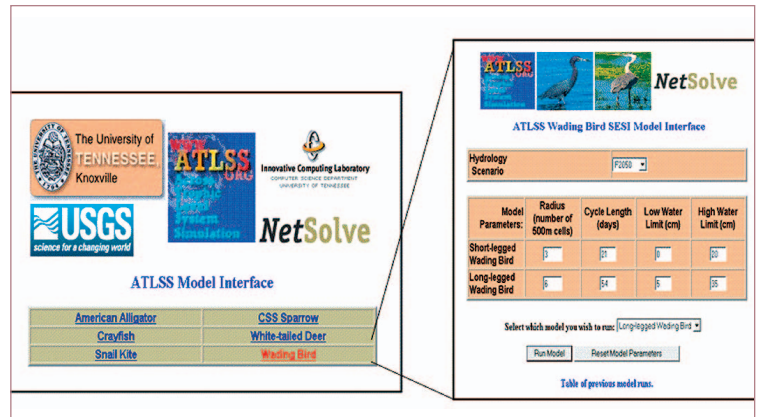 The University of
TENNESSEE
Knoxville
WWW
ATLSS
ORG
System
Simulation
Innovative Computing Laboratory
COMPUTER SCIENCE DEPARTMENT
UNIVERSITY OF TENNESSEE
USGS
science for a changing world
NetSolve
ATLSS Model Interface
American Alligator CSS Sparrow
Crayfish White-tailed Deer
Snail Kite Wading Bird
ATLSS
ORG
NetSolve
ATLSS Wading Bird SESI Model Interface
Hydrology
Scenario
F2050
Model
Parameters:
Radius
(number of
500m cells)
Cycle Length
(days)
Low Water
Limit (cm)
High Water
Limit (cm)
Short-legged
Wading Bird
3 21 0 20
Long-legged
Wading Bird
6 54 5 35
Select which model you wish to run: Long-legged Wading Bird
Run Model Reset Model Parameters
Table of previous model runs.